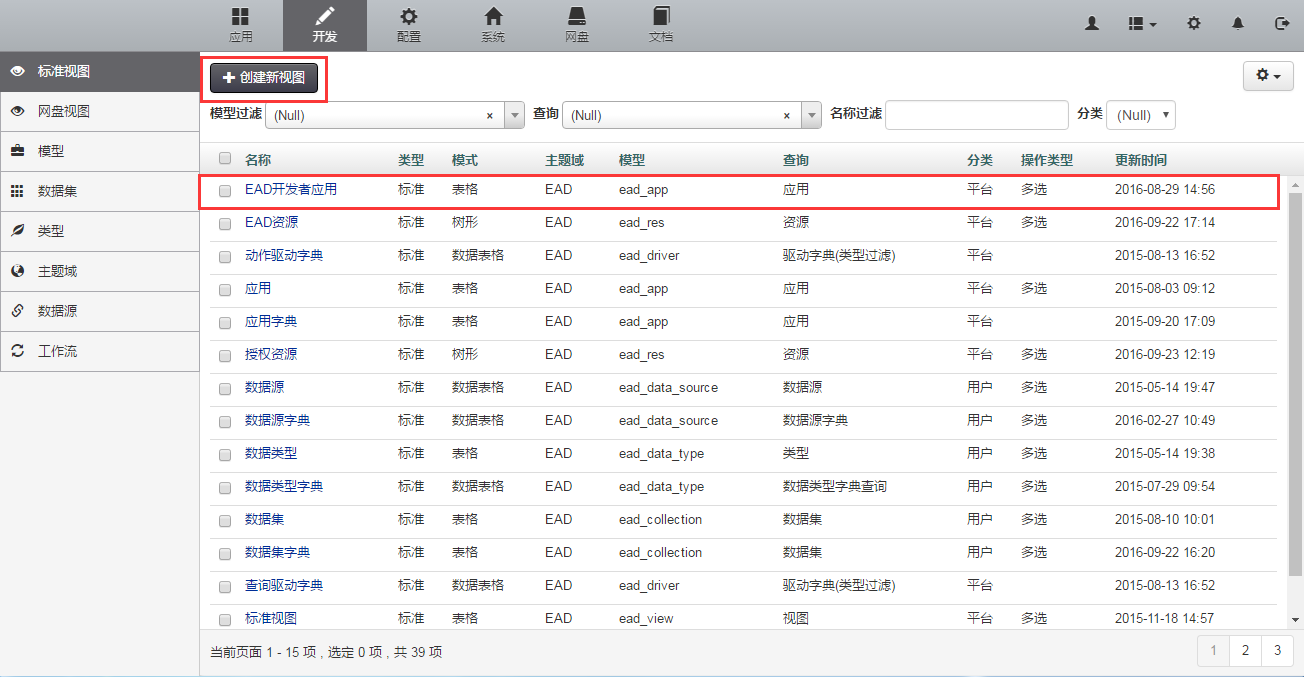 应用 开发 配置 系统 网盘 文档
标准视图
网盘视图
模型
数据集
类型
主题域
数据源
工作流
创建新视图
模型过滤 (Null) × 查询 (Null) × 名称过滤 分类 (Null)
名称 类型 模式 主题域 模型 查询 分类 操作类型 更新时间
EAD开发者应用 标准 表格 EAD ead_app 应用 平台 多选 2016-08-29 14:56
EAD资源 标准 树形 EAD ead_res 资源 平台 多选 2016-09-22 17:14
动作驱动字典 标准 数据表格 EAD ead_driver 驱动字典(类型过滤) 平台 2015-08-13 16:52
应用 标准 表格 EAD ead_app 应用 平台 多选 2015-08-03 09:12
应用字典 标准 表格 EAD ead_app 应用 平台 2015-09-20 17:09
授权资源 标准 树形 EAD ead_res 资源 平台 多选 2016-09-23 12:19
数据源 标准 数据表格 EAD ead_data_source 数据源 用户 多选 2015-05-14 19:47
数据源字典 标准 数据表格 EAD ead_data_source 数据源字典 用户 多选 2016-02-27 10:49
数据类型 标准 表格 EAD ead_data_type 类型 用户 多选 2015-05-14 19:38
数据类型字典 标准 数据表格 EAD ead_data_type 数据类型字典查询 用户 多选 2015-07-29 09:54
数据集 标准 表格 EAD ead_collection 数据集 用户 多选 2015-08-10 10:01
数据集字典 标准 表格 EAD ead_collection 数据集 用户 多选 2016-09-22 16:20
查询驱动字典 标准 数据表格 EAD ead_driver 驱动字典(类型过滤) 平台 2015-08-13 16:52
标准视图 标准 表格 EAD ead_view 视图 平台 多选 2015-11-18 14:57
当前页面 1 - 15 项 , 选定 0 项 , 共 39 项
1 2 3